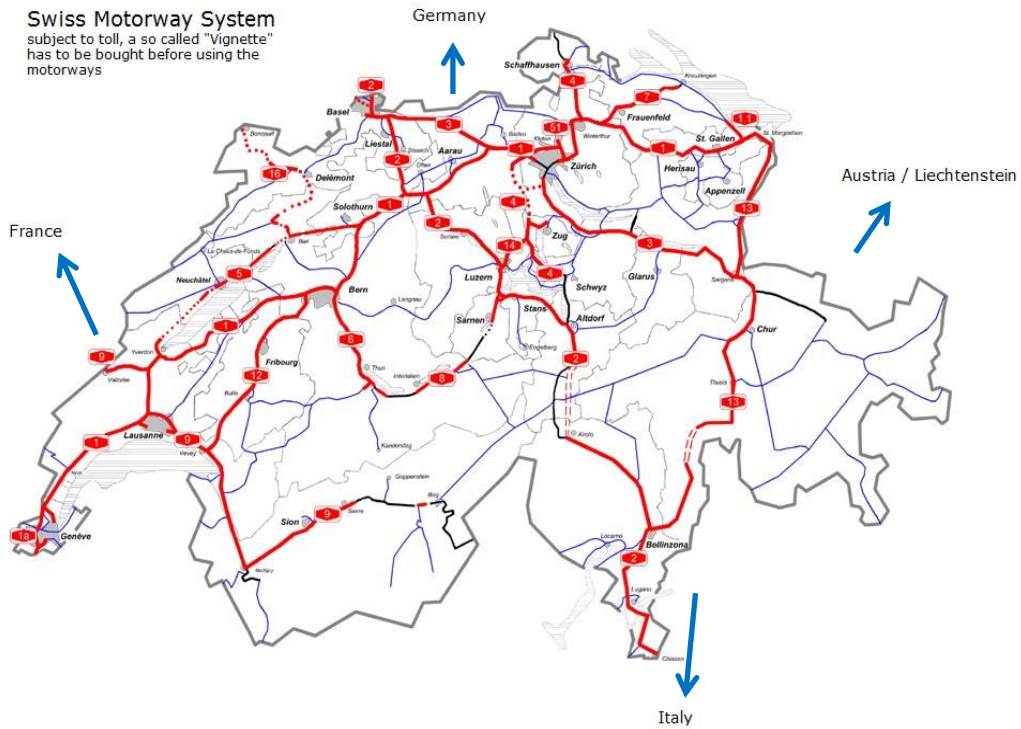 Swiss Motorway System
subject to toll, a so called "Vignette"
has to be bought before using the
motorways
Germany
Austria / Liechtenstein
France
Italy
Schaffhausen
4
Kreuzlingen
2
Basel
3
7
Frauenfeld
1.1
St. Gallen
St. Margrethen
Boncourt
Liestal
Sissach
Olten
2
Aarau
Baden
1
51
Kloten
Winterthur
Zürich
1
Herisau
Appenzell
16
Delémont
Solothurn
1
2
Sursee
4
Zug
14
13
La Chaux-de-Fonds
Biel
Neuchâtel
5
Bern
Langnau
Luzern
4
Schwyz
3
Glarus
Sargans
1
Yverdon
Fribourg
6
Sarnen
Stans
Altdorf
Engelberg
2
Chur
9
Vallorbe
12
Bulle
Thun
Interlaken
8
Thusis
13
1
Lausanne
9
Vevey
Kandersteg
Airolo
Nyon
Goppenstein
Brig
1a
Genève
Sion
9
Sierre
Martigny
Locarno
Bellinzona
2
Lugano
Chiasso